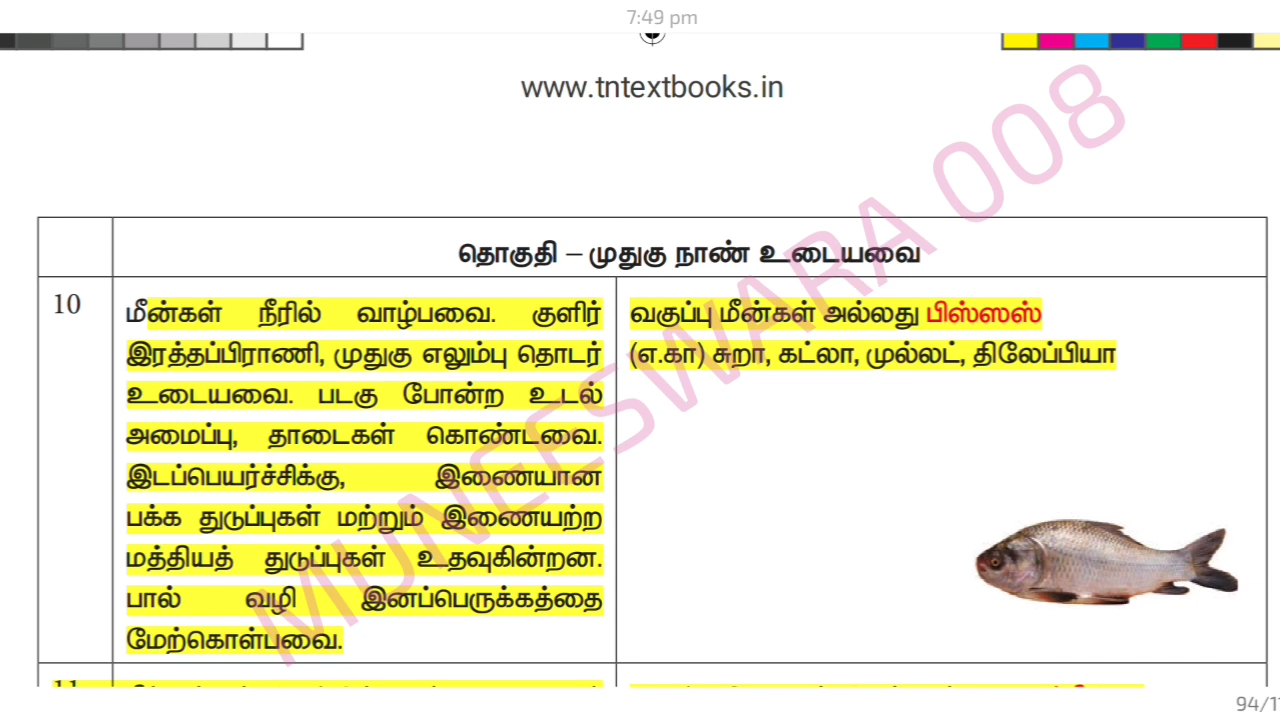 7:49 pm
www.tntextbooks.in
தொகுதி – முதுகு நாண் உடையவை
10
மீன்கள் நீரில் வாழ்பவை. குளிர்
இரத்தப்பிராணி, முதுகு எலும்பு தொடர்
உடையவை. படகு போன்ற உடல்
அமைப்பு, தாடைகள் கொண்டவை.
இடப்பெயர்ச்சிக்கு, இணையான
பக்க துடுப்புகள் மற்றும் இணையற்ற
மத்தியத் துடுப்புகள் உதவுகின்றன.
பால் வழி இனப்பெருக்கத்தை
மேற்கொள்பவை.
வகுப்பு மீன்கள் அல்லது பிஸ்ஸஸ்
(எ.கா) சுறா, கட்லா, முல்லட், திலேப்பியா
MUNEESWARA 008